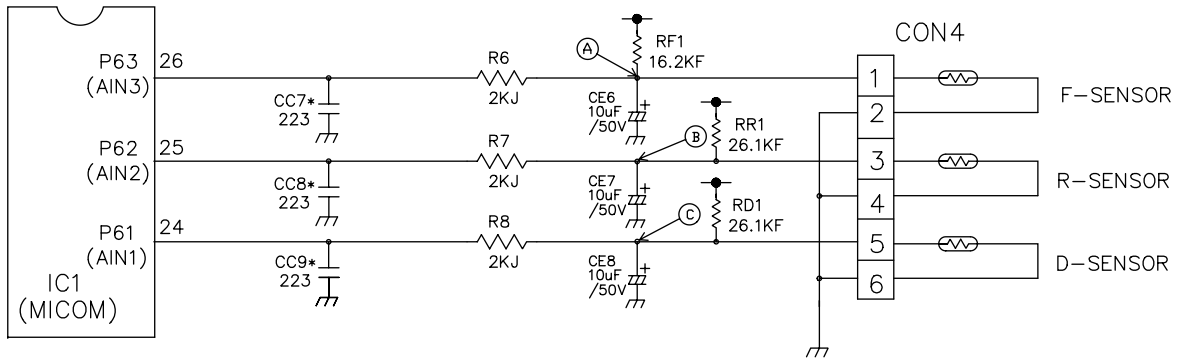 CON4
P63
(AIN3)
26
R6
2KJ
A
RF1
16.2KF
1
F-SENSOR
CC7*
223
CE6
10uF
/50V
+
2
P62
(AIN2)
25
R7
2KJ
B
RR1
26.1KF
3
R-SENSOR
CC8*
223
CE7
10uF
/50V
+
4
P61
(AIN1)
24
R8
2KJ
C
RD1
26.1KF
5
D-SENSOR
CC9*
223
CE8
10uF
/50V
+
6
IC1
(MICOM)